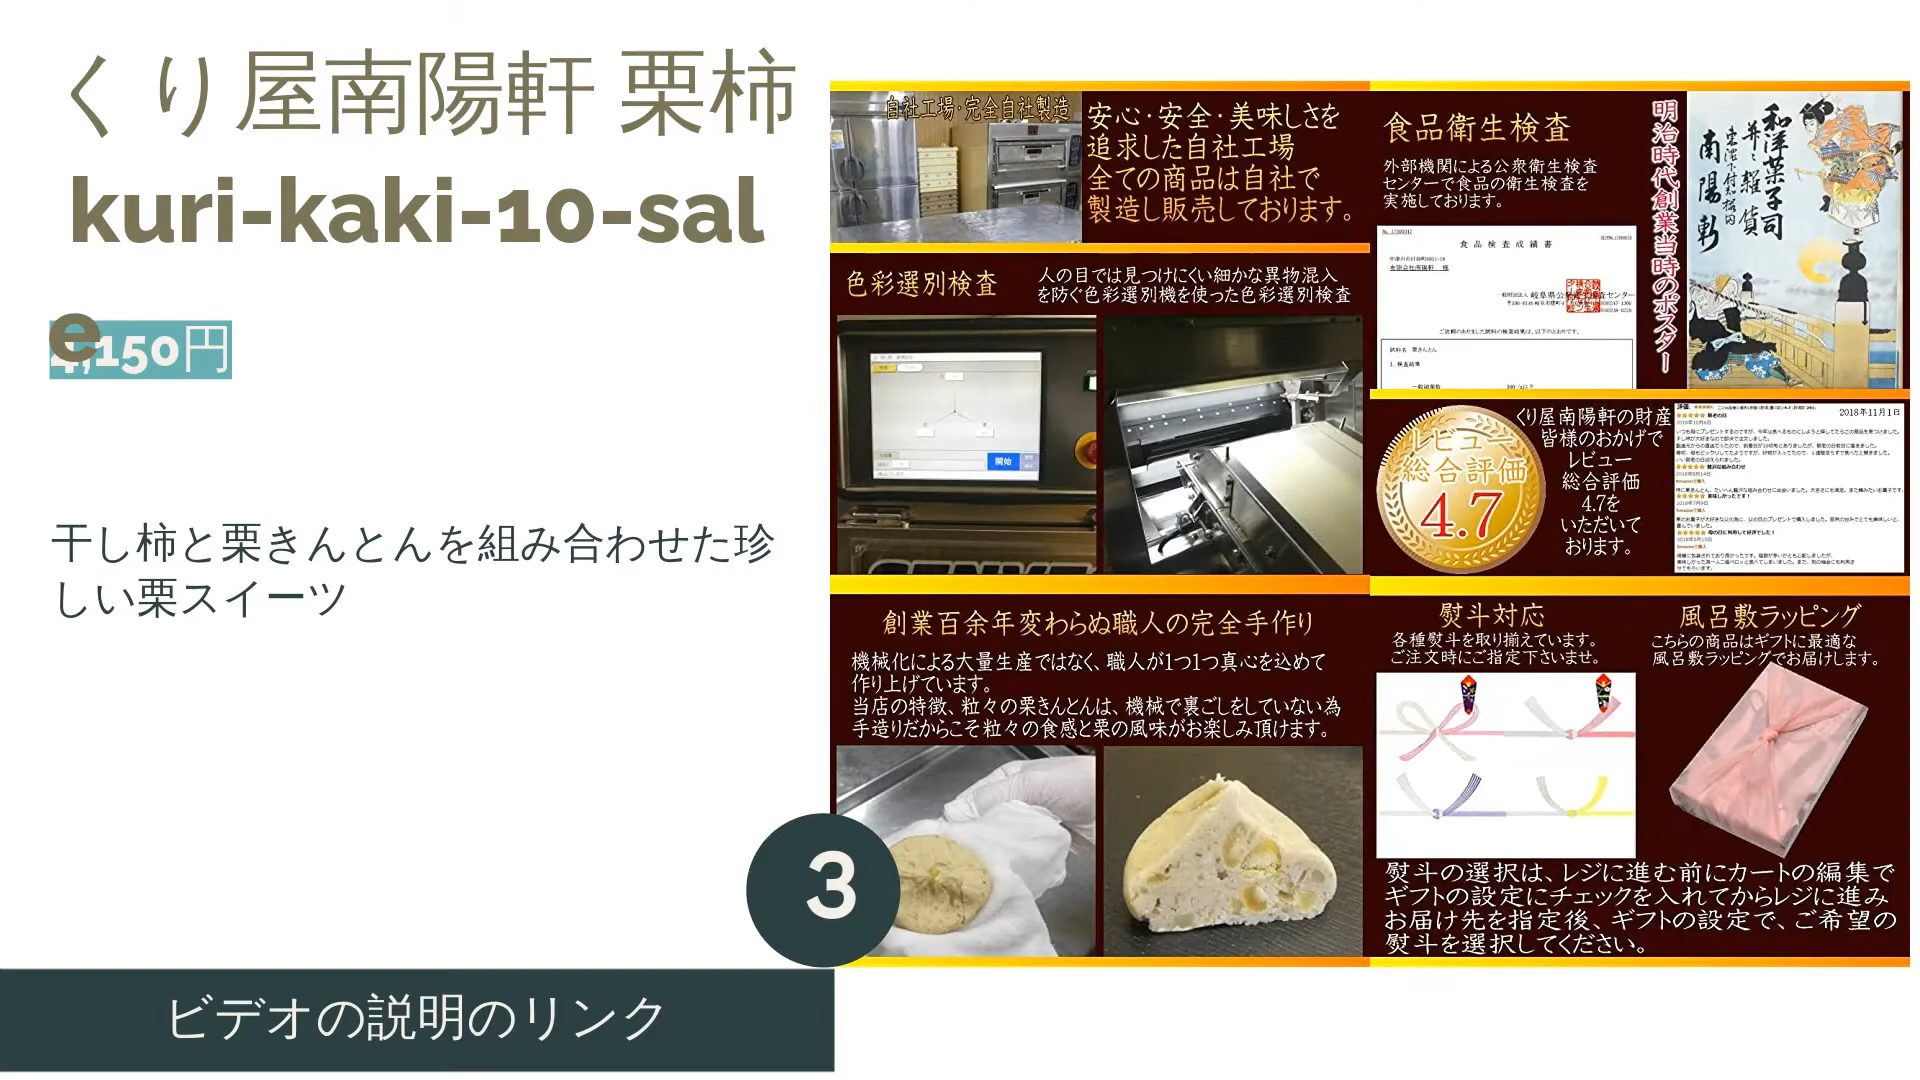 くり屋南陽軒 栗柿
kuri-kaki-10-sal
e
4,150円
干し柿と栗きんとんを組み合わせた珍
しい栗スイーツ
3
ビデオの説明のリンク
自社工場・完全自社製造
安心・安全・美味しさを
追求した自社工場
全ての商品は自社で
製造し販売しております。
色彩選別検査
人の目では見つけにくい細かな異物混入
を防ぐ色彩選別機を使った色彩選別検査
開始
創業百余年変わらぬ職人の完全手作り
機械化による大量生産ではなく、職人が1つ1つ真心を込めて
作り上げています。
当店の特徴、粒々の栗きんとんは、機械で裏ごしをしていない為
手造りだからこそ粒々の食感と栗の風味がお楽しみ頂けます。
食品衛生検査
外部機関による公衆衛生検査
センターで食品の衛生検査を
実施しております。
食品検査成績書
試料名 栗きんとん
1.検査結果
明治時代創業当時のポスター
和洋菓子司
南陽軒
レビュー
総合評価
4.7
くり屋南陽軒の財産
皆様のおかげで
レビュー
総合評価
4.7を
いただいて
おります。
2018年11月1日
熨斗対応
各種熨斗を取り揃えています。
ご注文時にご指定下さいませ。
風呂敷ラッピング
こちらの商品はギフトに最適な
風呂敷ラッピングでお届けします。
熨斗の選択は、レジに進む前にカートの編集で
ギフトの設定にチェックを入れてからレジに進み
お届け先を指定後、ギフトの設定で、ご希望の
熨斗を選択してください。